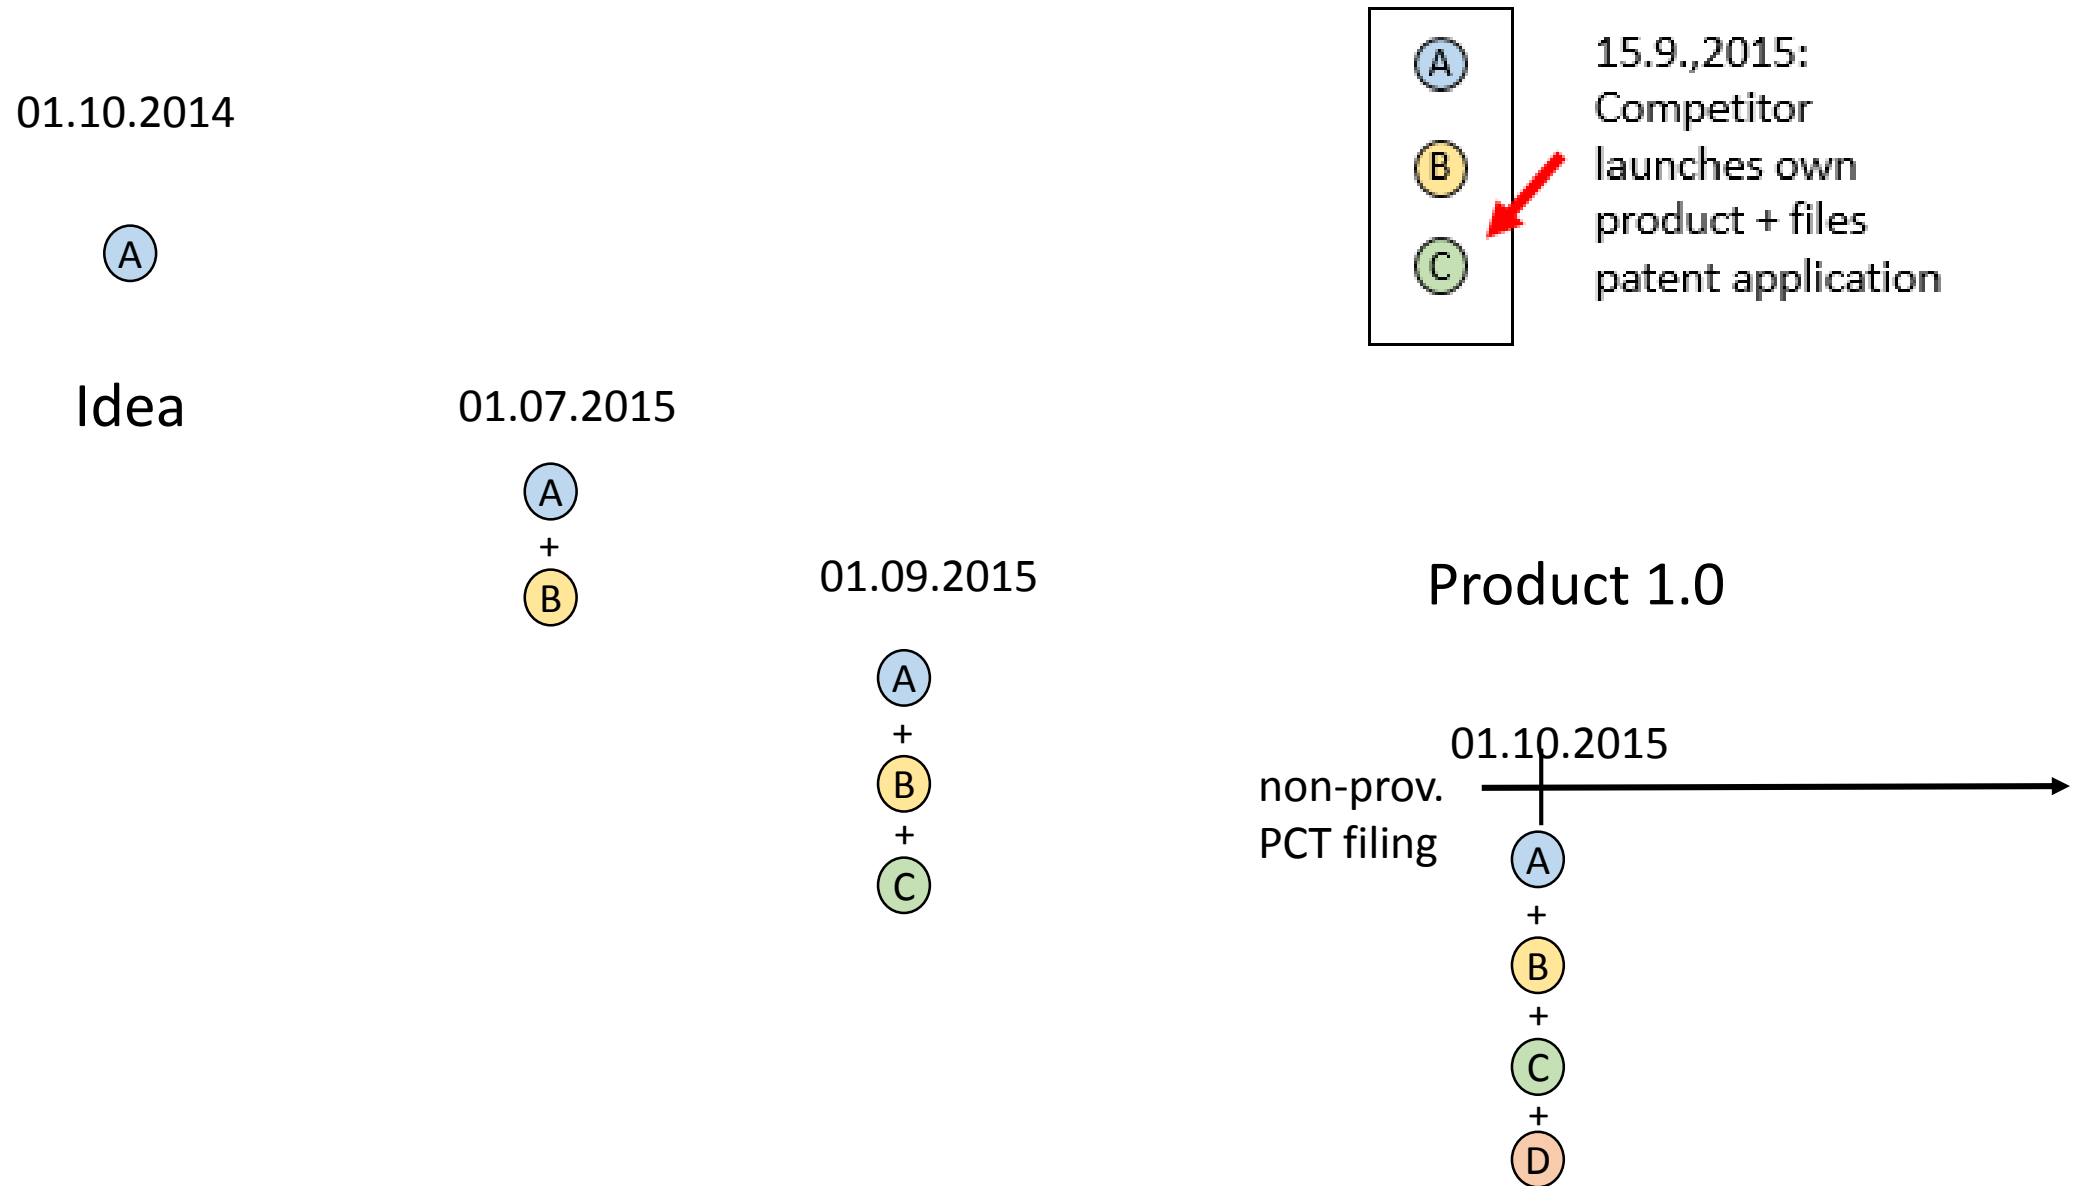 01.10.2014
A
Idea
01.07.2015
A
+
B
01.09.2015
A
+
B
+
C
A
B
C
15.9.,2015:
Competitor
launches own
product + files
patent application
Product 1.0
01.10.2015
non-prov.
PCT filing
A
+
B
+
C
+
D